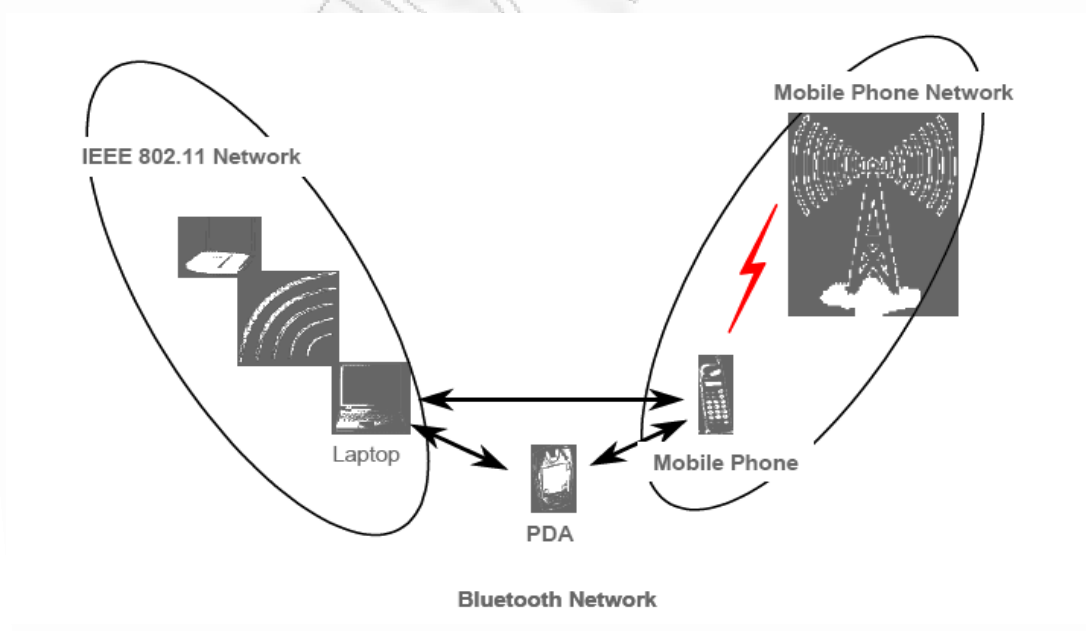 Mobile Phone Network
IEEE 802.11 Network
Laptop
Mobile Phone
PDA
Bluetooth Network